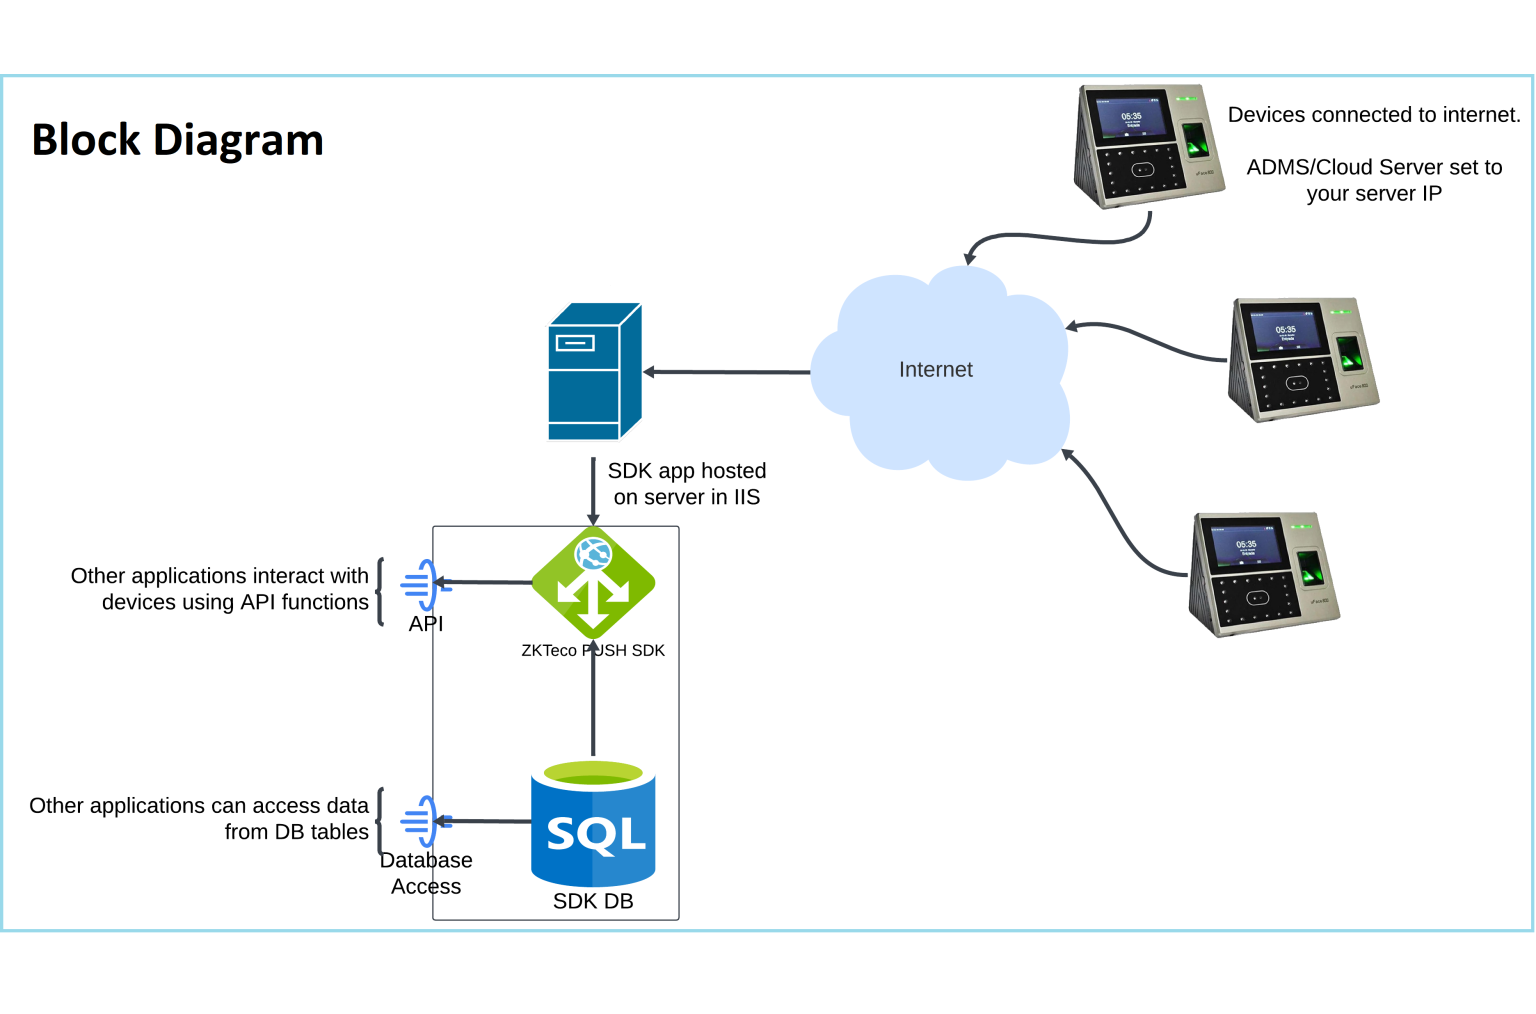 Block Diagram
Devices connected to internet.
ADMS/Cloud Server set to
your server IP
05:35
05:35
05:35
Internet
SDK app hosted
on server in IIS
Other applications interact with
devices using API functions
API
ZKTeco PUSH SDK
Other applications can access data
from DB tables
Database
Access
SQL
SDK DB